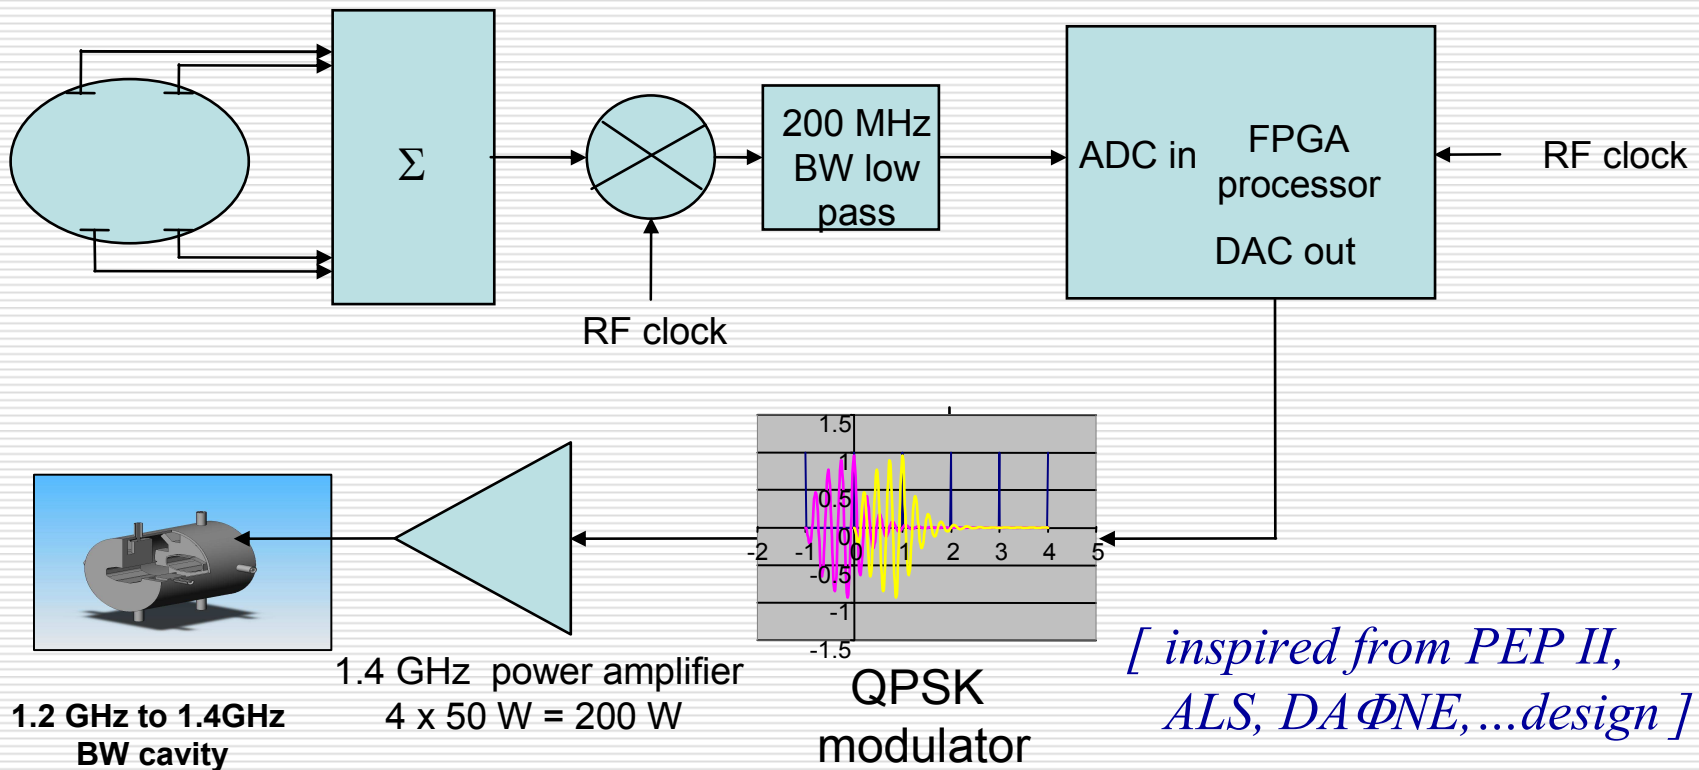 Σ
200 MHz
BW low
pass
ADC in
FPGA
processor
DAC out
RF clock
RF clock
1.5
1
0.5
0
-2 -1 0 1 2 3 4 5
-0.5
-1
-1.5
1.4 GHz power amplifier
4 x 50 W = 200 W
QPSK
modulator
1.2 GHz to 1.4GHz
BW cavity
[ inspired from PEP II,
ALS, DAΦNE,...design ]